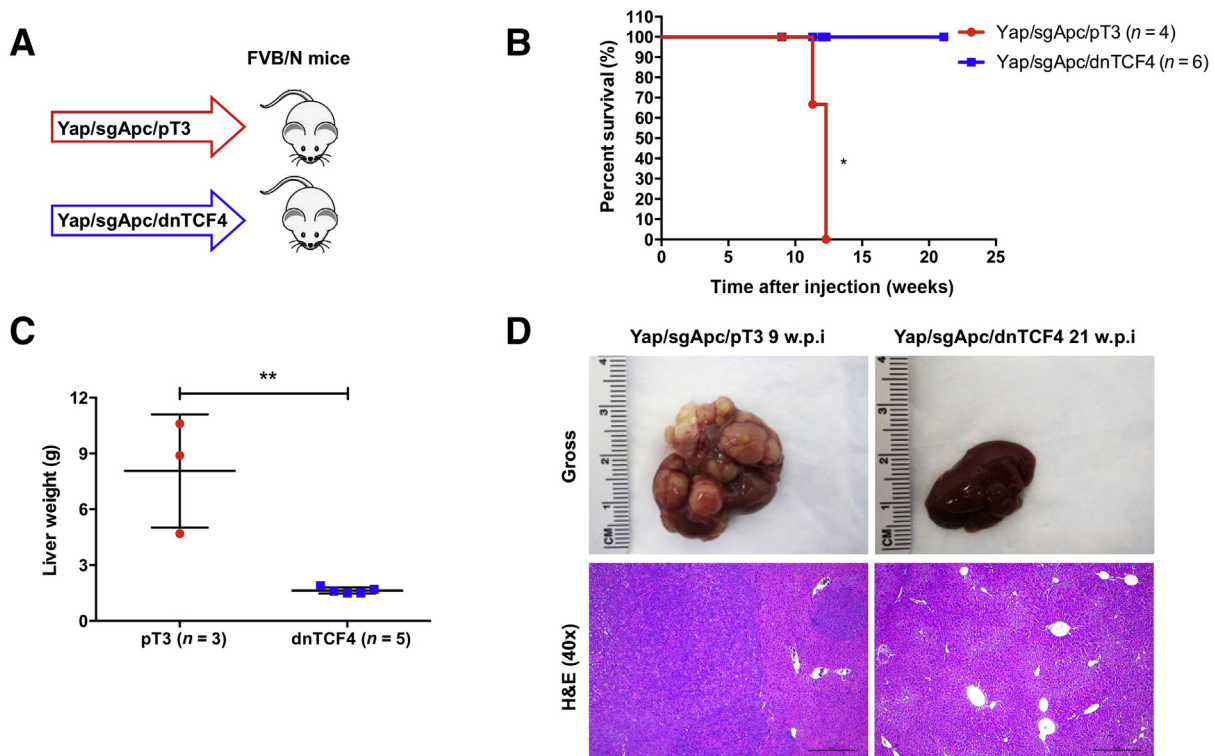 A
FVB/N mice
Yap/sgApc/pT3
Yap/sgApc/dnTCF4
B
110
100
90
80
70
60
50
40
30
20
10
0
Percent survival (%)
0 5 10 15 20 25
Time after injection (weeks)
Yap/sgApc/pT3 (n = 4)
Yap/sgApc/dnTCF4 (n = 6)
*
C
12
9
6
3
0
Liver weight (g)
**
pT3 (n = 3) dnTCF4 (n = 5)
D
Yap/sgApc/pT3 9 w.p.i Yap/sgApc/dnTCF4 21 w.p.i
Gross
4
3
2
1
CM
4
3
2
1
CM
H&E (40x)